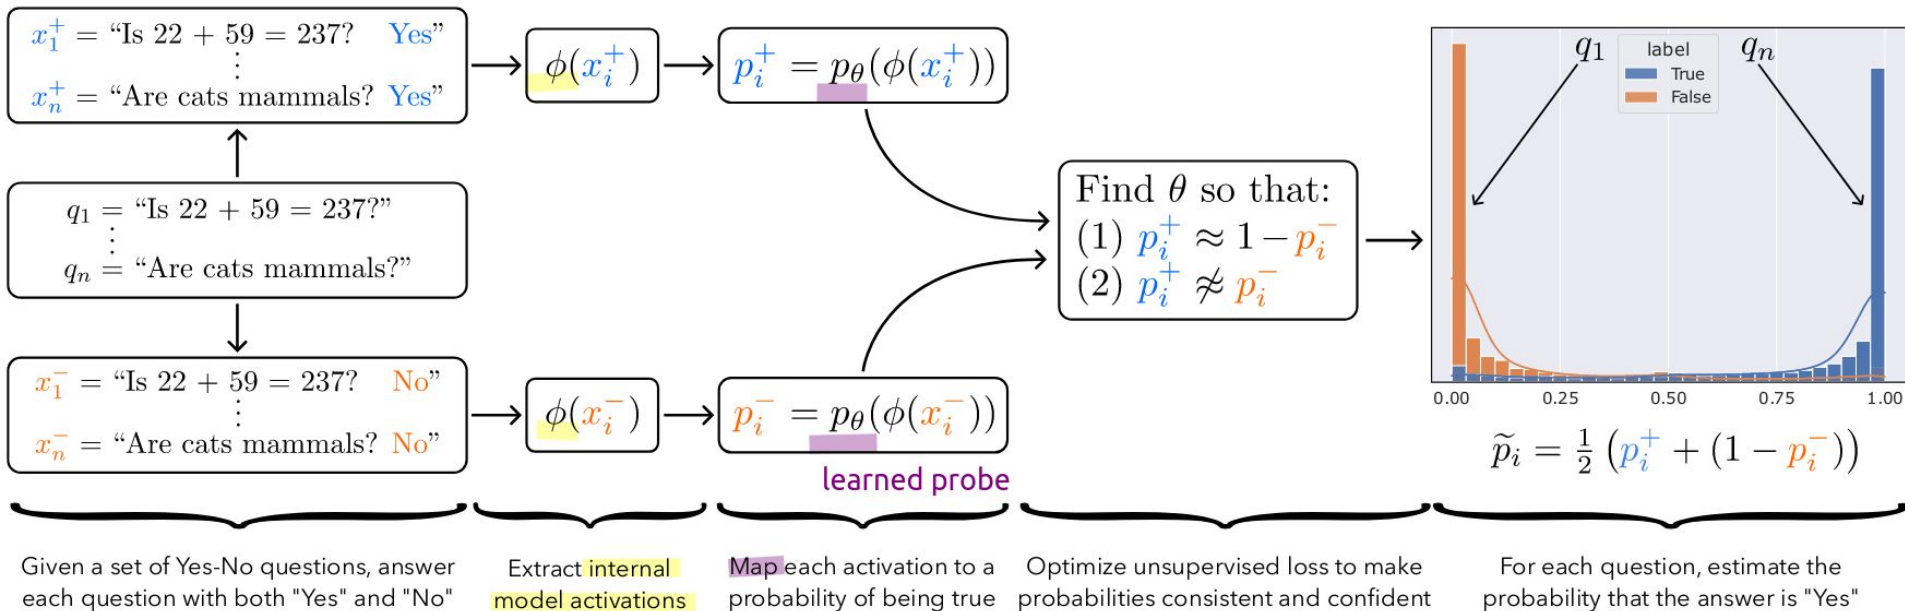 x₁⁺ = “Is 22 + 59 = 237? Yes”
⋮
xₙ⁺ = “Are cats mammals? Yes”
q₁ = “Is 22 + 59 = 237?”
⋮
qₙ = “Are cats mammals?”
x₁⁻ = “Is 22 + 59 = 237? No”
⋮
xₙ⁻ = “Are cats mammals? No”
ϕ(xᵢ⁺)
ϕ(xᵢ⁻)
pᵢ⁺ = p_θ(ϕ(xᵢ⁺))
pᵢ⁻ = p_θ(ϕ(xᵢ⁻))
learned probe
Find θ so that:
(1) pᵢ⁺ ≈ 1 − pᵢ⁻
(2) pᵢ⁺ ≉ pᵢ⁻
q₁
label
True
False
qₙ
0.00 0.25 0.50 0.75 1.00
p̃ᵢ = ½ (pᵢ⁺ + (1 − pᵢ⁻))
Given a set of Yes-No questions, answer
each question with both "Yes" and "No"
Extract internal
model activations
Map each activation to a
probability of being true
Optimize unsupervised loss to make
probabilities consistent and confident
For each question, estimate the
probability that the answer is "Yes"